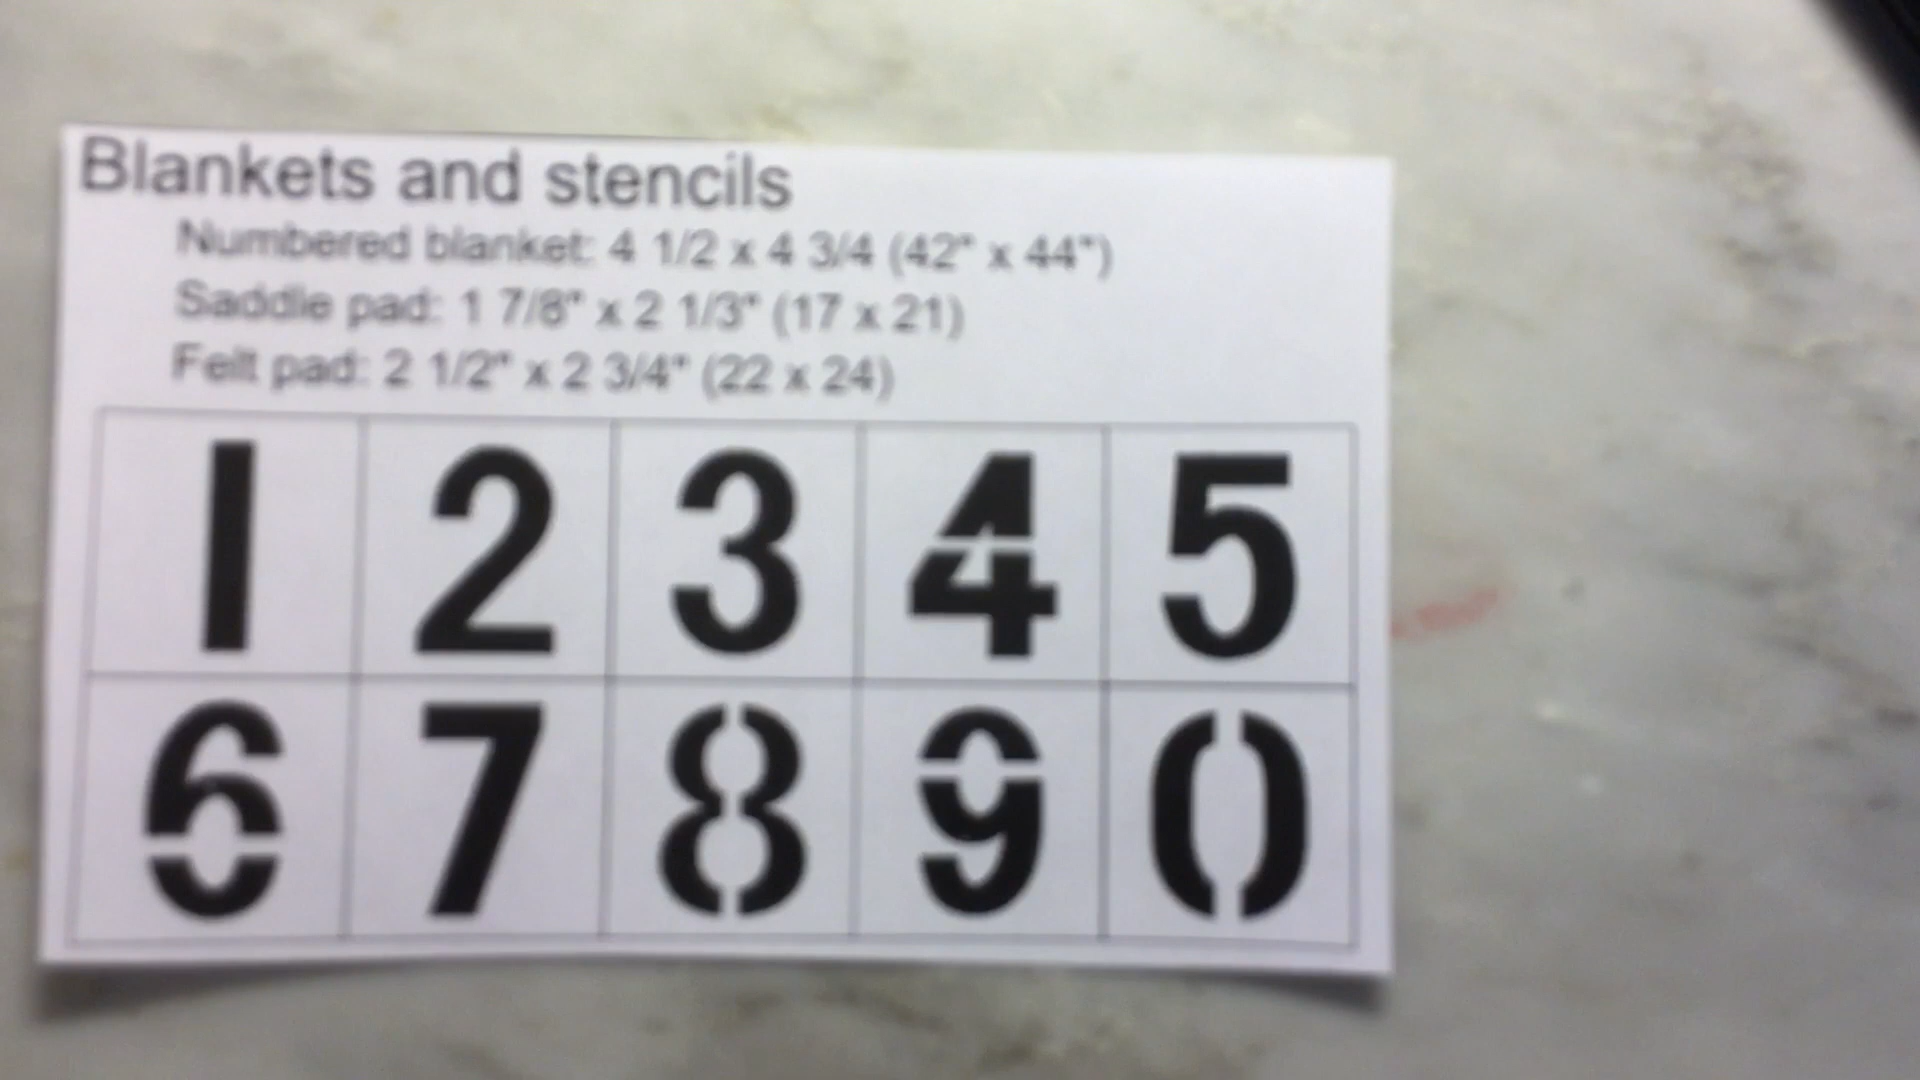 Blankets and stencils
Numbered blanket: 4 1/2 x 4 3/4 (42" x 44")
Saddle pad: 1 7/8" x 2 1/3" (17 x 21)
Felt pad: 2 1/2" x 2 3/4" (22 x 24)
1 2 3 4 5
6 7 8 9 0